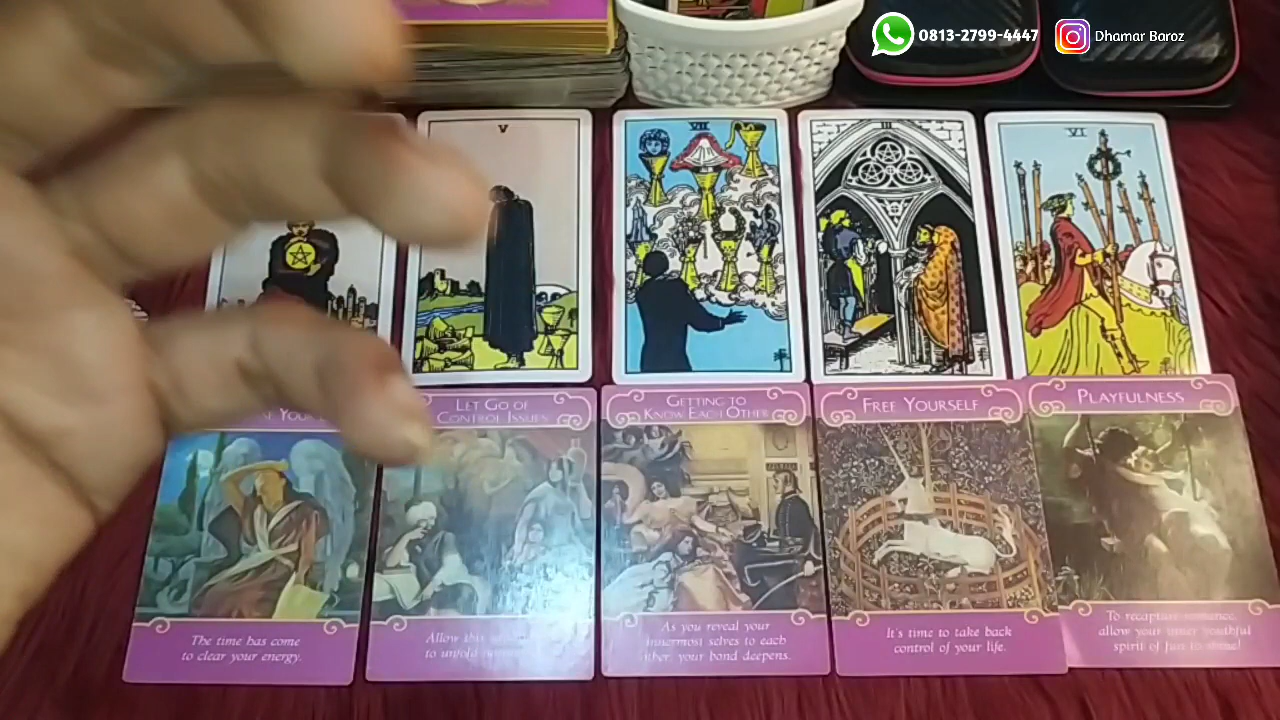 0813-2799-4447 Dhamar Baroz
V
VII
III
VI
LET GO OF
CONTROL ISSUES
GETTING TO
KNOW EACH OTHER
FREE YOURSELF
PLAYFULNESS
The time has come
to clear your energy.
Allow this
to unfold
As you reveal your
innermost selves to each
other, your bond deepens.
It's time to take back
control of your life.
To recapture romance,
allow your inner youthful
spirit of fun to shine!